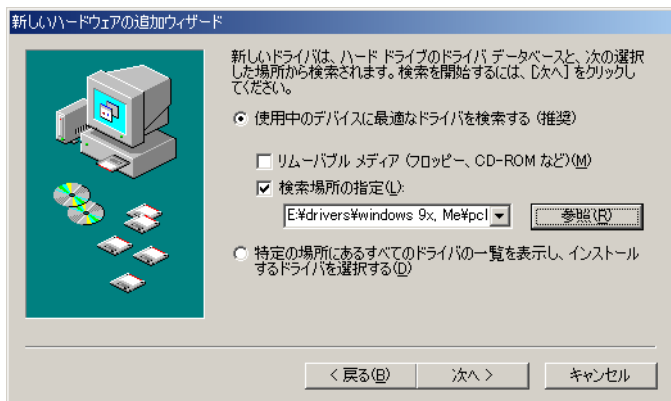 新しいハードウェアの追加ウィザード
新しいドライバは、ハード ドライブのドライバ データベースと、次の選択
した場所から検索されます。検索を開始するには、[次へ] をクリックし
てください。
使用中のデバイスに最適なドライバを検索する (推奨)
リムーバブル メディア (フロッピー、CD-ROM など)(M)
検索場所の指定(L):
E:¥drivers¥windows 9x, Me¥pcl
参照(R)
特定の場所にあるすべてのドライバの一覧を表示し、インストール
するドライバを選択する(D)
< 戻る(B)
次へ >
キャンセル